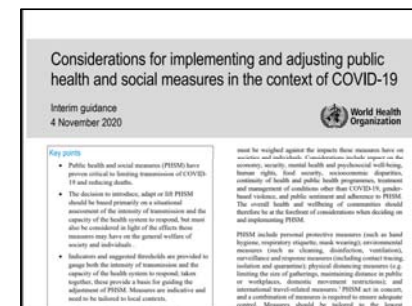 Considerations for implementing and adjusting public
health and social measures in the context of COVID-19
Interim guidance
4 November 2020
World Health
Organization
Key points
• Public health and social measures (PHSM) have
proven critical to limiting transmission of COVID-
19 and reducing deaths.
• The decision to introduce, adapt or lift PHSM
should be based primarily on a situational
assessment of the intensity of transmission and the
capacity of the health system to respond, but must
also be considered in light of the effects these
measures may have on the general welfare of
society and individuals.
• Indicators and suggested thresholds are provided to
gauge both the intensity of transmission and the
capacity of the health system to respond; taken
together, these provide a basis for guiding the
adjustment of PHSM. Measures are indicative and
need to be tailored to local contexts.
must be weighed against the impacts these measures have on
societies and individuals. Considerations include impact on the
economy, security, mental health and psychosocial well-being,
human rights, food security, socioeconomic disparities,
continuity of health and public health programmes, treatment
and management of conditions other than COVID-19, gender-
based violence, and public sentiment and adherence to PHSM.
The overall health and wellbeing of communities should
therefore be at the forefront of considerations when deciding on
and implementing PHSM.
PHSM include personal protective measures (such as hand
hygiene, respiratory etiquette, mask wearing); environmental
measures (such as cleaning, disinfection, ventilation),
surveillance and response measures (including contact tracing,
isolation and quarantine); physical distancing measures (e.g.
limiting the size of gatherings, maintaining distance in public
or workplaces, domestic movement restrictions); and
international travel-related measures. PHSM act in concert,
and a combination of measures is required to ensure adequate
control. Measures should be tailored to the lowest